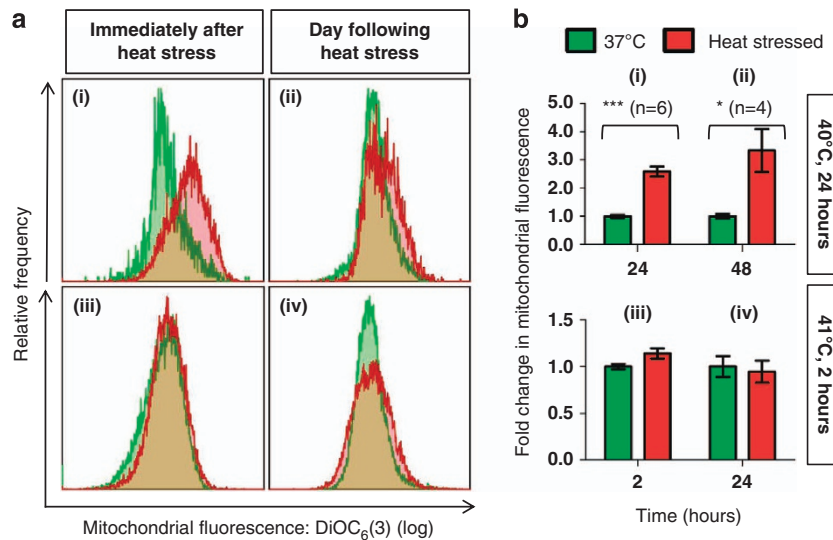 a
Immediately after
heat stress
Day following
heat stress
(i)
(ii)
(iii)
(iv)
Relative frequency
Mitochondrial fluorescence: DiOC6(3) (log)
b
37°C
Heat stressed
(i)
(ii)
*** (n=6)
* (n=4)
5.0
4.0
3.0
2.0
1.0
0.0
24
48
40°C, 24 hours
(iii)
(iv)
1.5
1.0
0.5
0.0
2
24
41°C, 2 hours
Fold change in mitochondrial fluorescence
Time (hours)